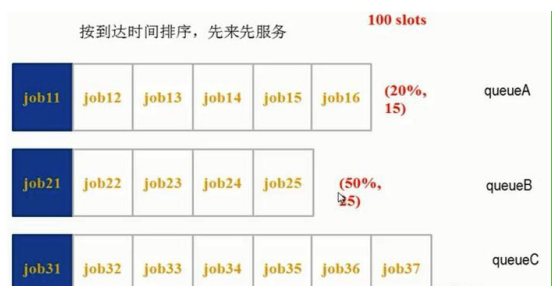 100 slots
按到达时间排序，先来先服务
job11 job12 job13 job14 job15 job16 (20%, 15) queueA
job21 job22 job23 job24 job25 (50%, 25) queueB
job31 job32 job33 job34 job35 job36 job37 queueC